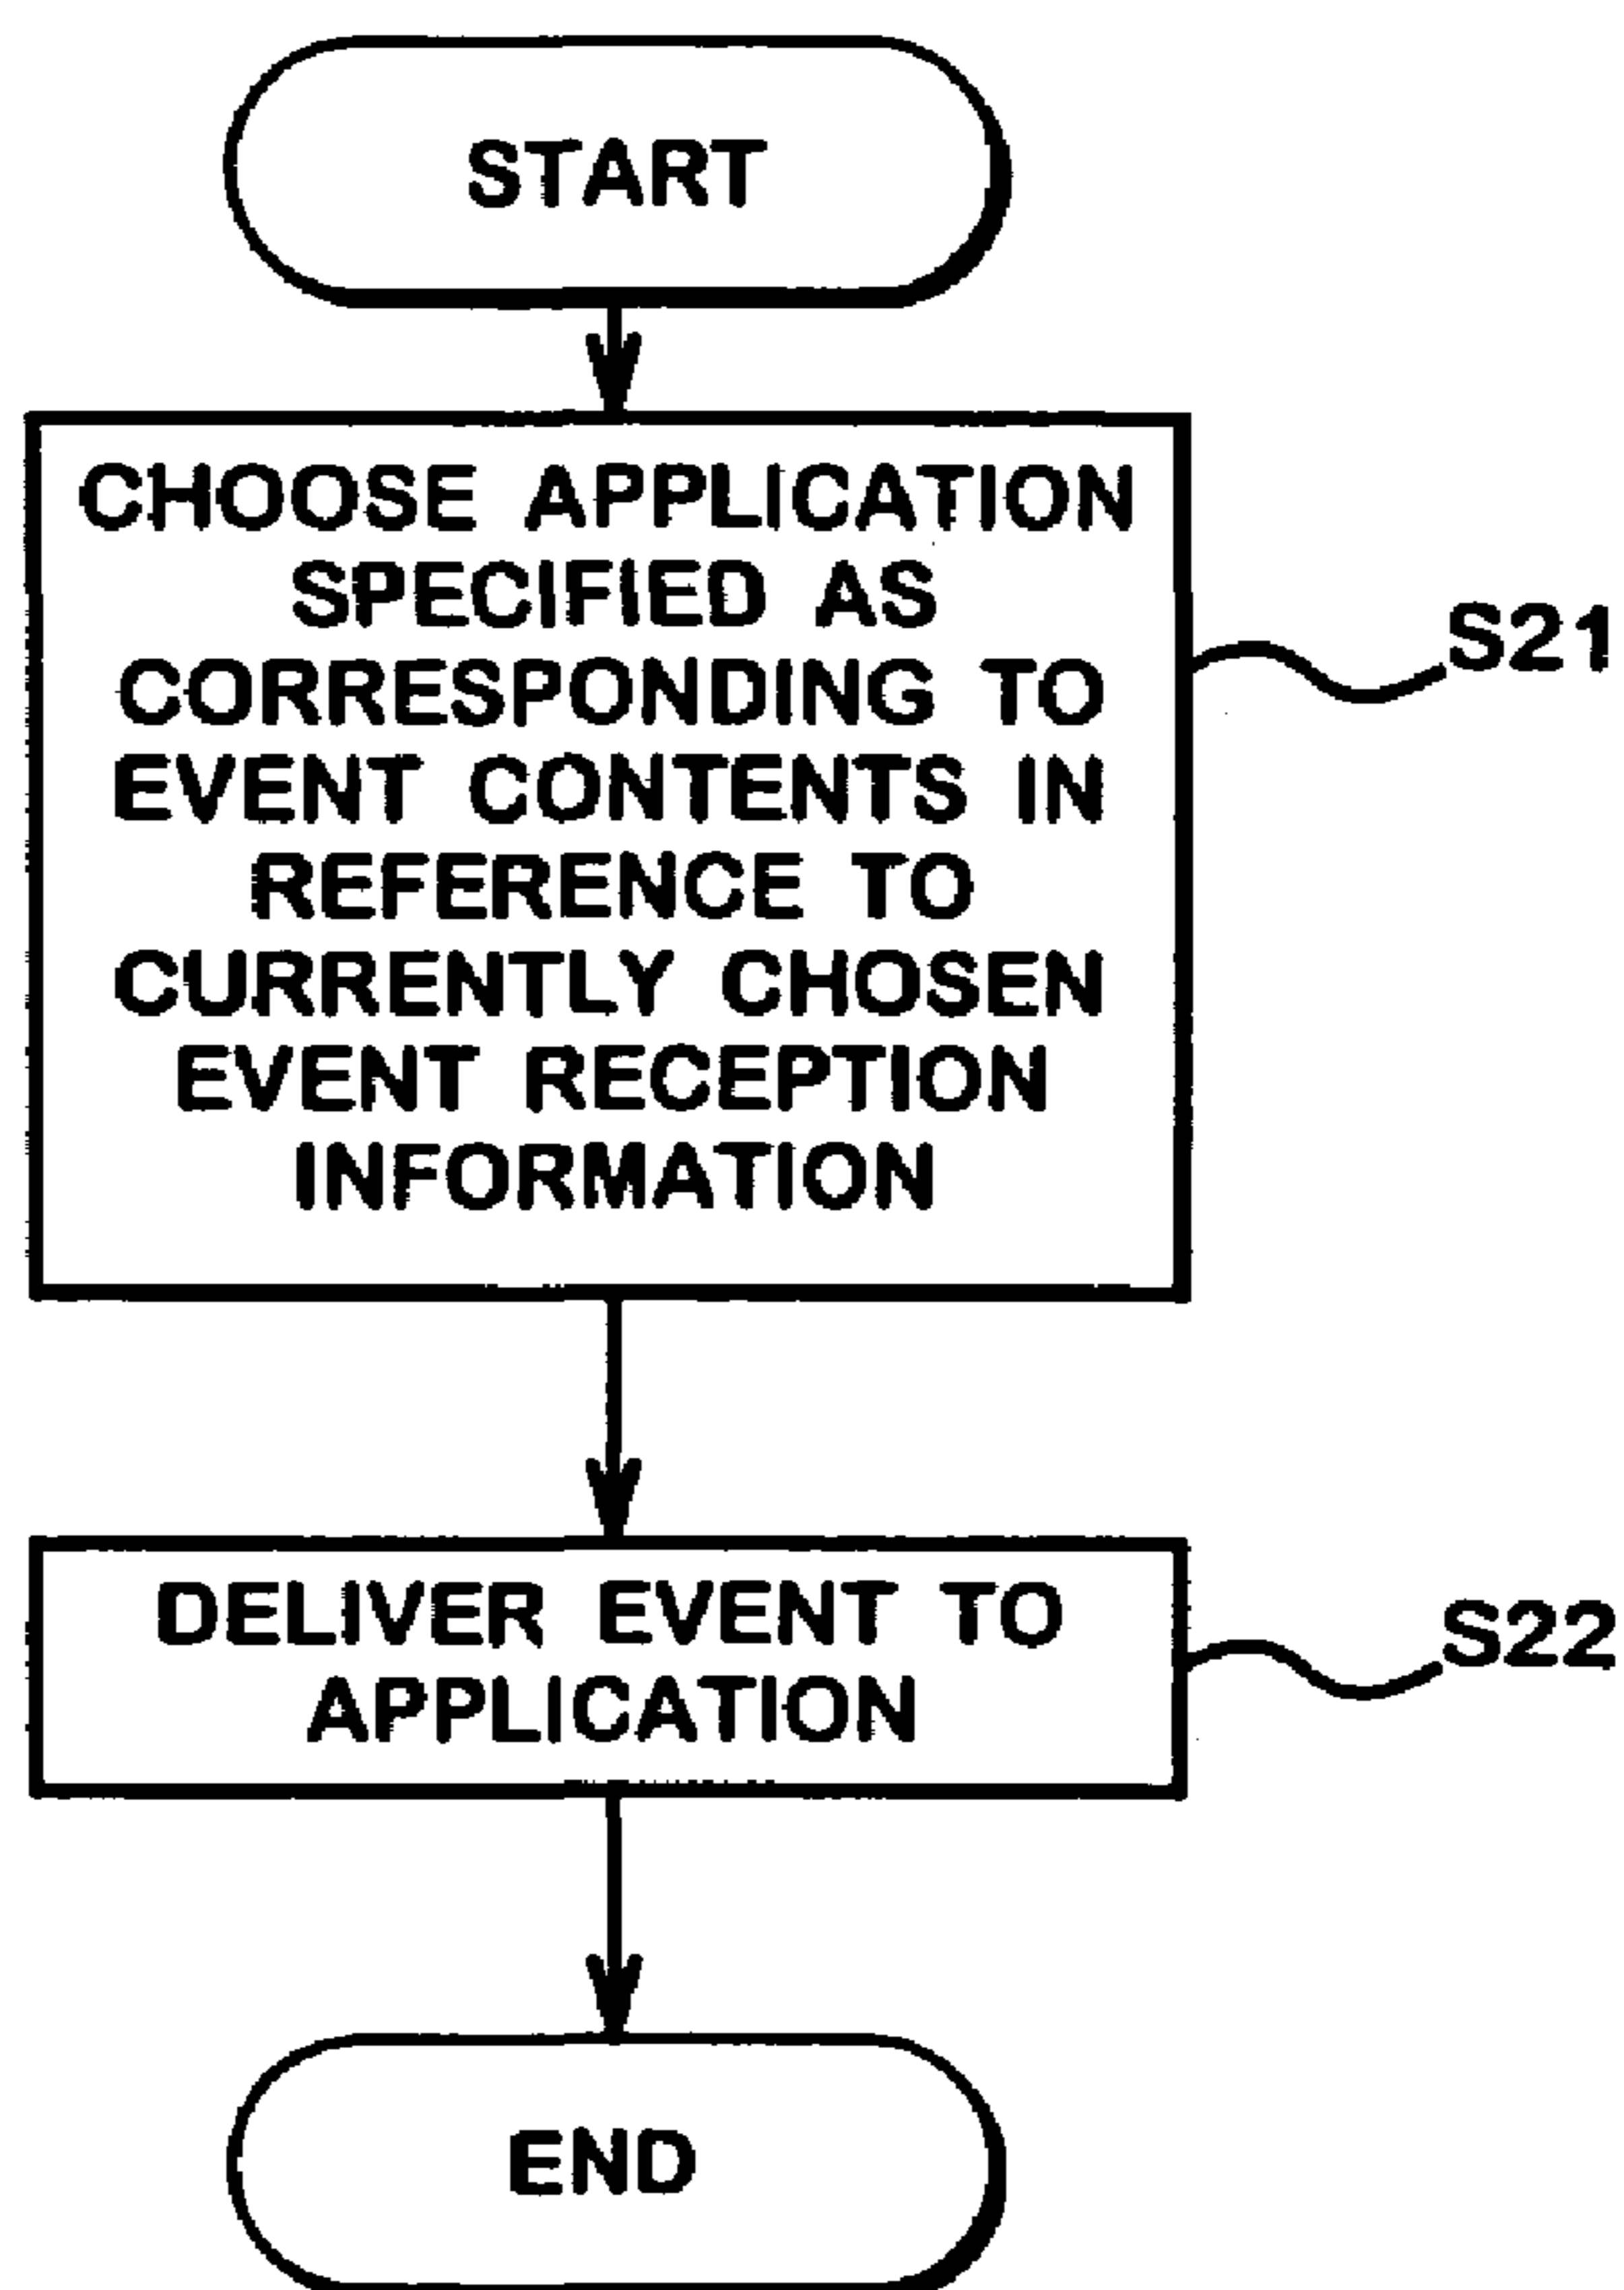 START
CHOOSE APPLICATION
SPECIFIED AS
CORRESPONDING TO
EVENT CONTENTS IN
REFERENCE TO
CURRENTLY CHOSEN
EVENT RECEPTION
INFORMATION
S21
DELIVER EVENT TO
APPLICATION
S22
END